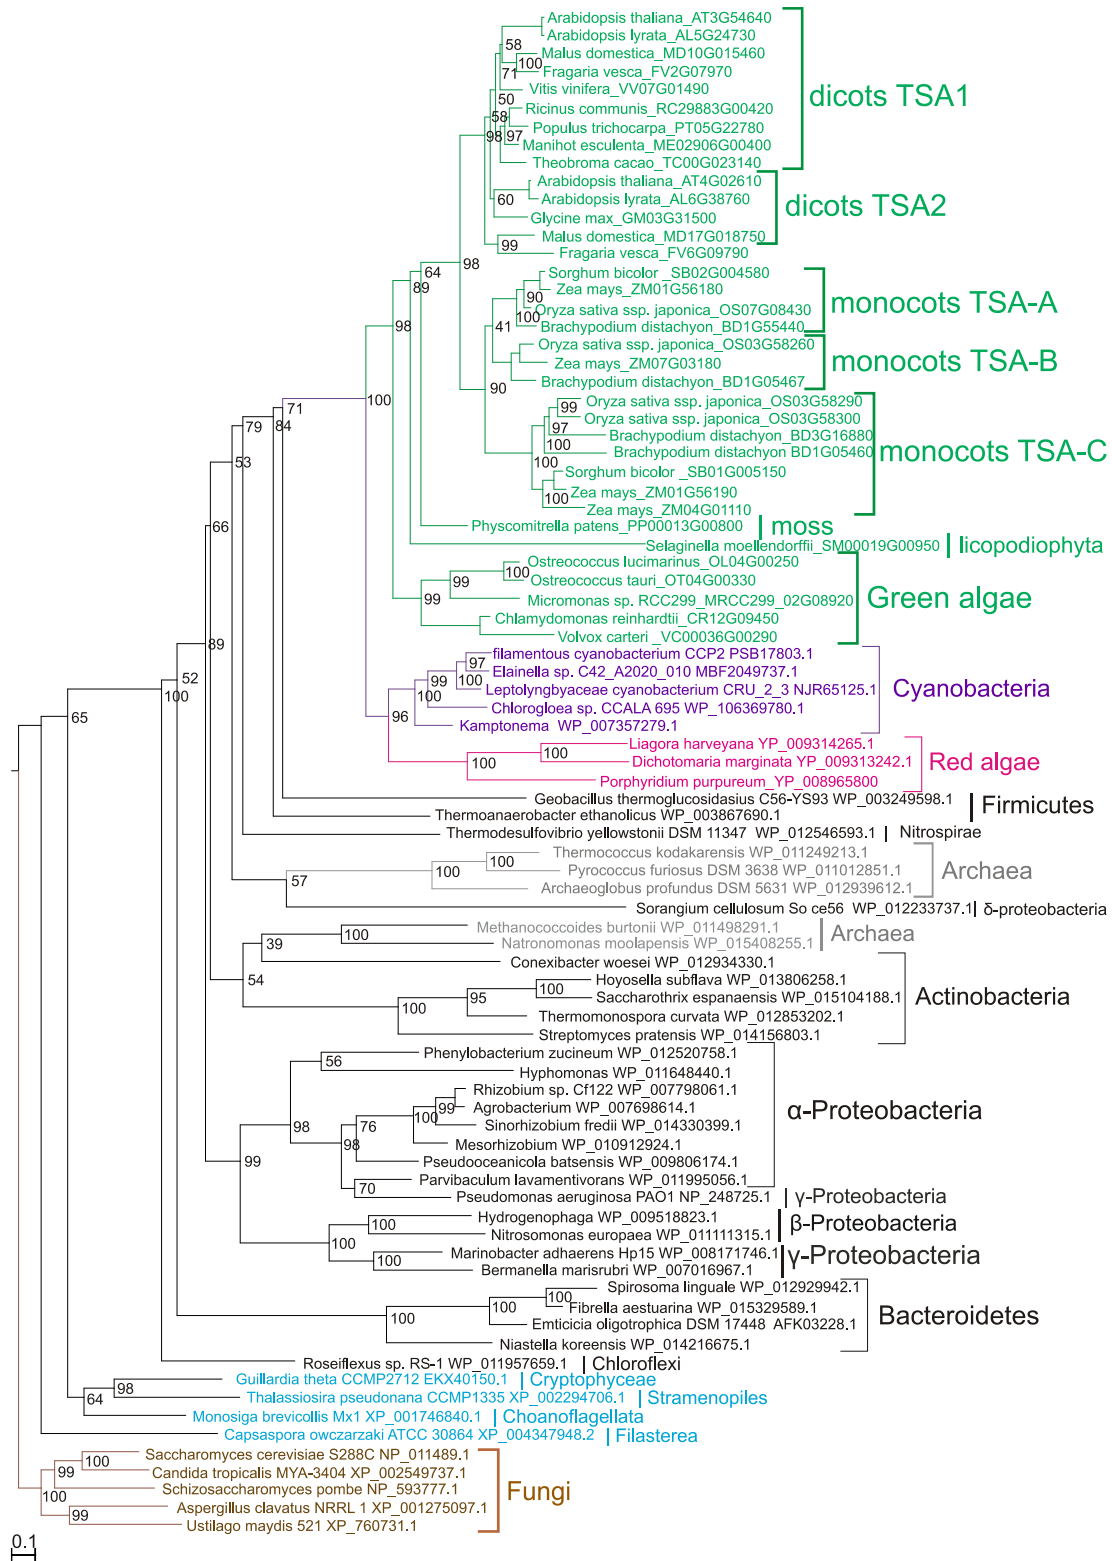 Arabidopsis thaliana_AT3G54640
Arabidopsis lyrata_AL5G24730
58
Malus domestica_MD10G015460
100
71
Fragaria vesca_FV2G07970
Vitis vinifera_VV07G01490
dicots TSA1
50
Ricinus communis_RC29883G00420
58
Populus trichocarpa_PT05G22780
98
97
Manihot esculenta_ME02906G00400
Theobroma cacao_TC00G023140
Arabidopsis thaliana_AT4G02610
60
Arabidopsis lyrata_AL6G38760
dicots TSA2
Glycine max_GM03G31500
Malus domestica_MD17G018750
99
Fragaria vesca_FV6G09790
98
64
89
Sorghum bicolor_SB02G004580
Zea mays_ZM01G56180
90
monocots TSA-A
Oryza sativa ssp. japonica_OS07G08430
100
41
Brachypodium distachyon_BD1G55440
98
Oryza sativa ssp. japonica_OS03G58260
Zea mays_ZM07G03180
monocots TSA-B
Brachypodium distachyon_BD1G05467
90
100
Oryza sativa ssp. japonica_OS03G58290
99
71
Oryza sativa ssp. japonica_OS03G58300
84
79
97
Brachypodium distachyon_BD3G16880
100
Brachypodium distachyon BD1G05460
monocots TSA-C
100
53
Sorghum bicolor_SB01G005150
Zea mays_ZM01G56190
100
Zea mays_ZM04G01110
66
Physcomitrella patens_PP00013G00800
moss
Selaginella moellendorffii_SM00019G00950
licopodiophyta
Ostreococcus lucimarinus_OL04G00250
100
99
Ostreococcus tauri_OT04G00330
99
Micromonas sp. RCC299_MRCC299_02G08920
Green algae
Chlamydomonas reinhardtii_CR12G09450
Volvox carteri_VC00036G00290
89
filamentous cyanobacterium CCP2 PSB17803.1
97
Elainella sp. C42_A2020_010 MBF2049737.1
52
99
100
Leptolyngbyaceae cyanobacterium CRU_2_3 NJR65125.1
Cyanobacteria
100
100
Chlorogloea sp. CCALA 695 WP_106369780.1
65
96
Kamptonema WP_007357279.1
Liagora harveyana YP_009314265.1
100
100
Dichotomaria marginata YP_009313242.1
Red algae
Porphyridium purpureum_YP_008965800
Geobacillus thermoglucosidasius C56-YS93 WP_003249598.1
Firmicutes
Thermoanaerobacter ethanolicus WP_003867690.1
Thermodesulfovibrio yellowstonii DSM 11347 WP_012546593.1
Nitrospirae
Thermococcus kodakarensis WP_011249213.1
100
100
Pyrococcus furiosus DSM 3638 WP_011012851.1
Archaea
57
Archaeoglobus profundus DSM 5631 WP_012939612.1
Sorangium cellulosum So ce56 WP_012233737.1
δ-proteobacteria
Methanococcoides burtonii WP_011498291.1
100
39
Natronomonas moolapensis WP_015408255.1
Archaea
Conexibacter woesei WP_012934330.1
54
Hoyosella subflava WP_013806258.1
100
95
Saccharothrix espanaensis WP_015104188.1
Actinobacteria
Thermomonospora curvata WP_012853202.1
100
Streptomyces pratensis WP_014156803.1
Phenylobacterium zucineum WP_012520758.1
56
Hyphomonas WP_011648440.1
Rhizobium sp. Cf122 WP_007798061.1
99
Agrobacterium WP_007698614.1
100
α-Proteobacteria
98
76
Sinorhizobium fredii WP_014330399.1
98
Mesorhizobium WP_010912924.1
99
Pseudooceanicola batsensis WP_009806174.1
Parvibaculum lavamentivorans WP_011995056.1
70
Pseudomonas aeruginosa PAO1 NP_248725.1
γ-Proteobacteria
Hydrogenophaga WP_009518823.1
100
Nitrosomonas europaea WP_011111315.1
β-Proteobacteria
100
Marinobacter adhaerens Hp15 WP_008171746.1
100
Bermanella marisrubri WP_007016967.1
γ-Proteobacteria
Spirosoma linguale WP_012929942.1
100
100
Fibrella aestuarina WP_015329589.1
100
Emticicia oligotrophica DSM 17448 AFK03228.1
Bacteroidetes
Niastella koreensis WP_014216675.1
Roseiflexus sp. RS-1 WP_011957659.1
Chloroflexi
Guillardia theta CCMP2712 EKX40150.1
Cryptophyceae
98
64
Thalassiosira pseudonana CCMP1335 XP_002294706.1
Stramenopiles
Monosiga brevicollis Mx1 XP_001746840.1
Choanoflagellata
Capsaspora owczarzaki ATCC 30864 XP_004347948.2
Filasterea
Saccharomyces cerevisiae S288C NP_011489.1
100
99
Candida tropicalis MYA-3404 XP_002549737.1
Schizosaccharomyces pombe NP_593777.1
Fungi
100
Aspergillus clavatus NRRL 1 XP_001275097.1
99
Ustilago maydis 521 XP_760731.1
0.1